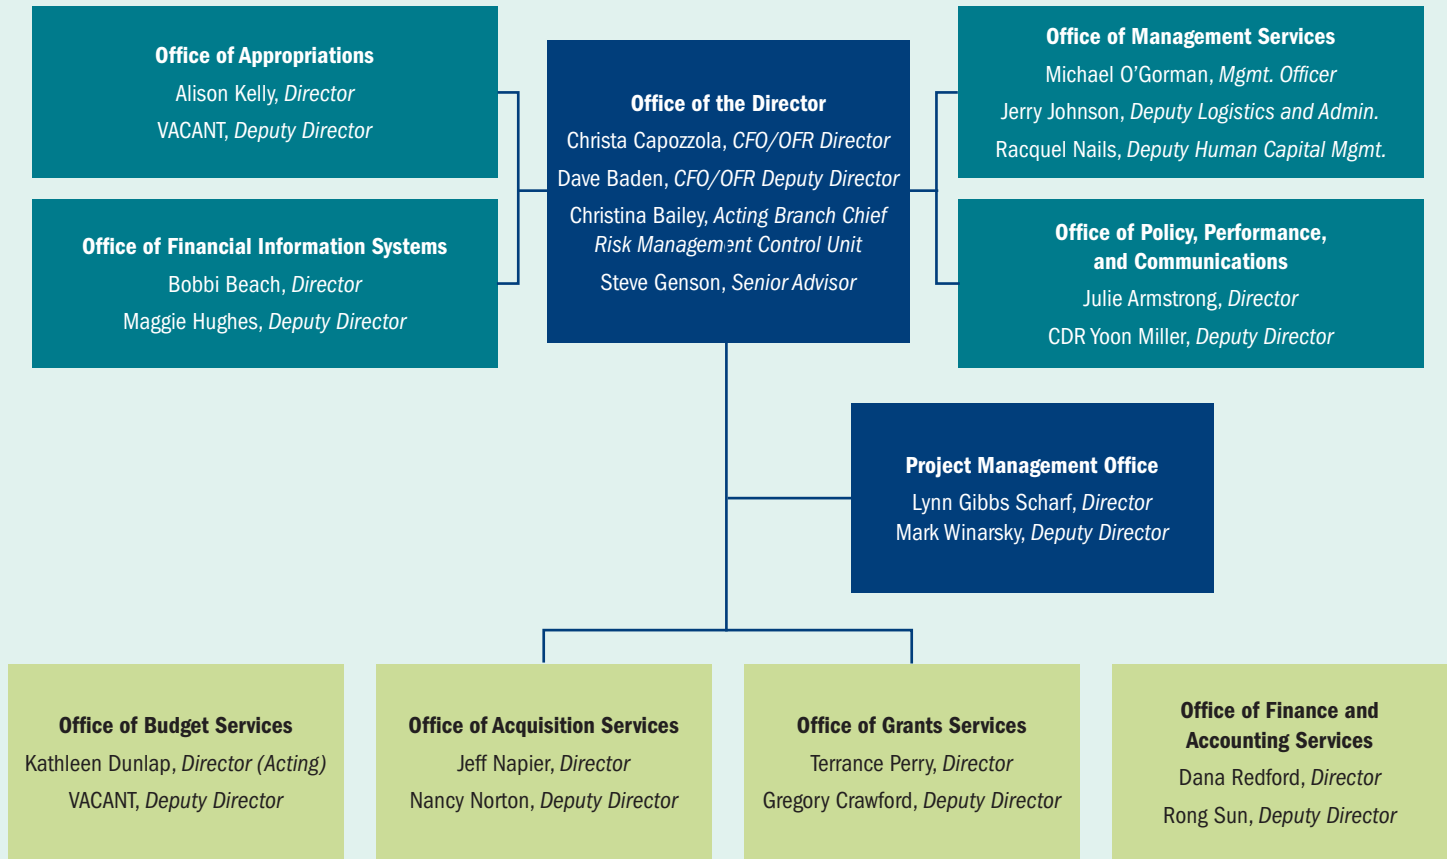 Office of Appropriations
Alison Kelly, Director
VACANT, Deputy Director
Office of Financial Information Systems
Bobbi Beach, Director
Maggie Hughes, Deputy Director
Office of the Director
Christa Capozzola, CFO/OFR Director
Dave Baden, CFO/OFR Deputy Director
Christina Bailey, Acting Branch Chief
Risk Management Control Unit
Steve Genson, Senior Advisor
Office of Management Services
Michael O’Gorman, Mgmt. Officer
Jerry Johnson, Deputy Logistics and Admin.
Racquel Nails, Deputy Human Capital Mgmt.
Office of Policy, Performance,
and Communications
Julie Armstrong, Director
CDR Yoon Miller, Deputy Director
Project Management Office
Lynn Gibbs Scharf, Director
Mark Winarsky, Deputy Director
Office of Budget Services
Kathleen Dunlap, Director (Acting)
VACANT, Deputy Director
Office of Acquisition Services
Jeff Napier, Director
Nancy Norton, Deputy Director
Office of Grants Services
Terrance Perry, Director
Gregory Crawford, Deputy Director
Office of Finance and
Accounting Services
Dana Redford, Director
Rong Sun, Deputy Director